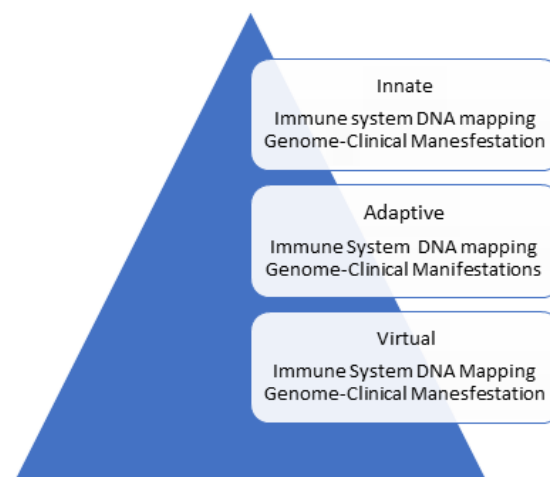 Innate
Immune system DNA mapping
Genome-Clinical Manesfestation
Adaptive
Immune System DNA mapping
Genome-Clinical Manifestations
Virtual
Immune System DNA Mapping
Genome-Clinical Manesfestation